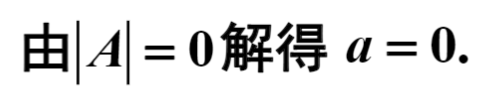 由|A| = 0解得 a = 0.